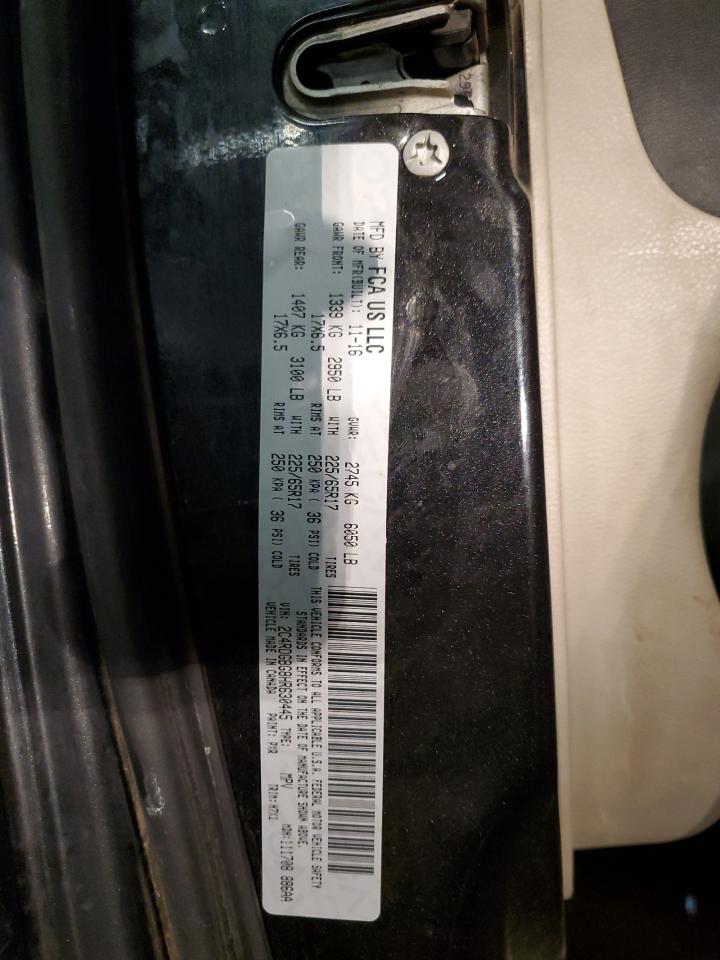 MFD BY FCA US LLC
DATE OF MFR(BUILT): 11-16 GVWR: 2745 KG 6050 LB
GAWR FRONT: 1339 KG 2950 LB WITH 225/65R17 TIRES
17X6.5 RIMS AT 250 KPA ( 36 PSI) COLD
GAWR REAR: 1407 KG 3100 LB WITH 225/65R17 TIRES
17X6.5 RIMS AT 250 KPA ( 36 PSI) COLD
THIS VEHICLE CONFORMS TO ALL APPLICABLE U.S.A. FEDERAL MOTOR VEHICLE SAFETY
STANDARDS IN EFFECT ON THE DATE OF MANUFACTURE SHOWN ABOVE.
VIN: 2C4RDGBG8HR630445 TYPE: MPV MDH:111708 886AA
VEHICLE MADE IN CANADA PAINT: PXR TRIM: